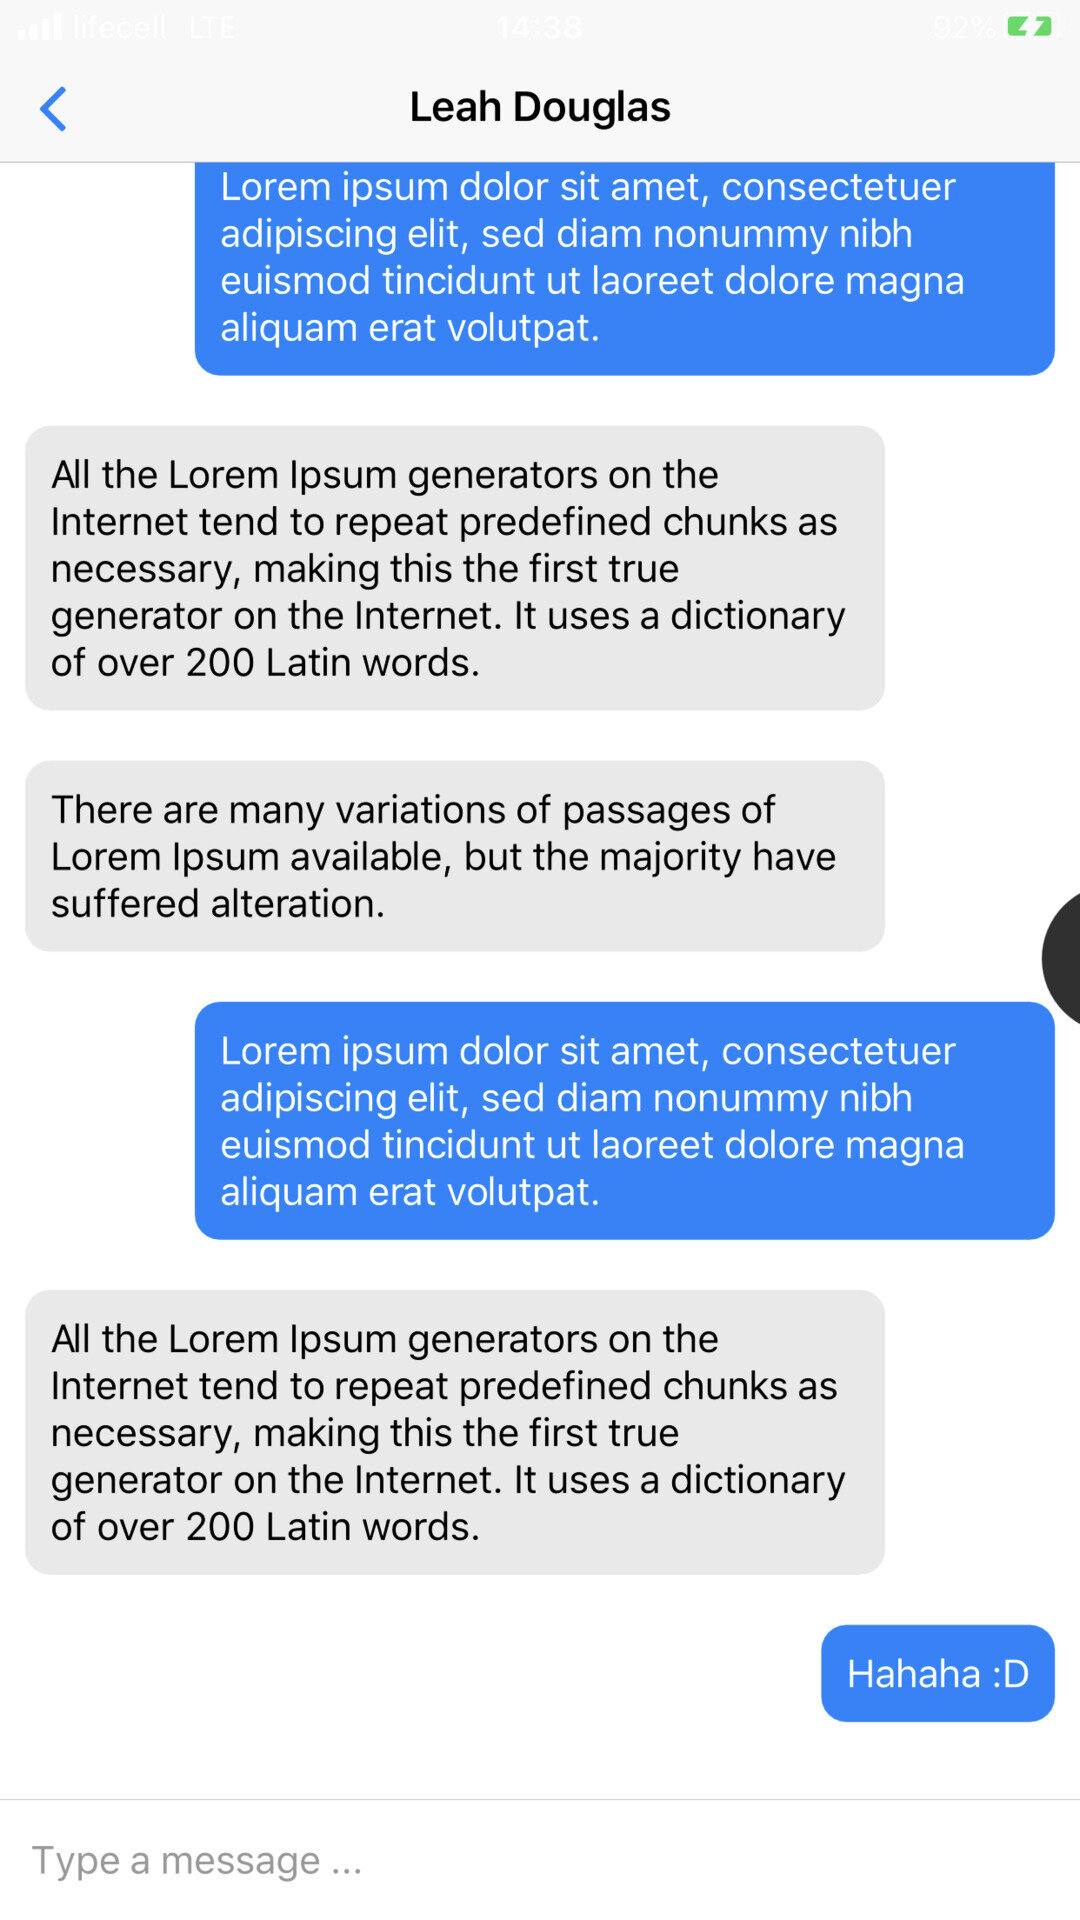 lifecell LTE 14:38 92%
Leah Douglas
Lorem ipsum dolor sit amet, consectetuer
adipiscing elit, sed diam nonummy nibh
euismod tincidunt ut laoreet dolore magna
aliquam erat volutpat.
All the Lorem Ipsum generators on the
Internet tend to repeat predefined chunks as
necessary, making this the first true
generator on the Internet. It uses a dictionary
of over 200 Latin words.
There are many variations of passages of
Lorem Ipsum available, but the majority have
suffered alteration.
Lorem ipsum dolor sit amet, consectetuer
adipiscing elit, sed diam nonummy nibh
euismod tincidunt ut laoreet dolore magna
aliquam erat volutpat.
All the Lorem Ipsum generators on the
Internet tend to repeat predefined chunks as
necessary, making this the first true
generator on the Internet. It uses a dictionary
of over 200 Latin words.
Hahaha :D
Type a message ...